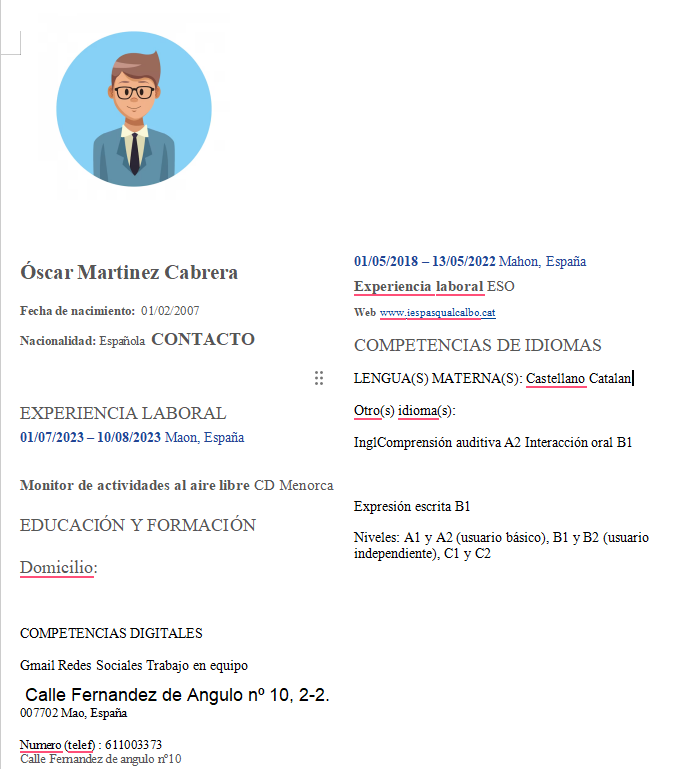 Óscar Martinez Cabrera
Fecha de nacimiento: 01/02/2007
Nacionalidad: Española CONTACTO
EXPERIENCIA LABORAL
01/07/2023 – 10/08/2023 Maon, España
Monitor de actividades al aire libre CD Menorca
EDUCACIÓN Y FORMACIÓN
Domicilio:
COMPETENCIAS DIGITALES
Gmail Redes Sociales Trabajo en equipo
Calle Fernandez de Angulo nº 10, 2-2.
007702 Mao, España
Numero (telef) : 611003373
Calle Fernandez de angulo nº10
01/05/2018 – 13/05/2022 Mahon, España
Experiencia laboral ESO
Web www.iespasqualcalbo.cat
COMPETENCIAS DE IDIOMAS
LENGUA(S) MATERNA(S): Castellano Catalan
Otro(s) idioma(s):
InglComprensión auditiva A2 Interacción oral B1
Expresión escrita B1
Niveles: A1 y A2 (usuario básico), B1 y B2 (usuario
independiente), C1 y C2